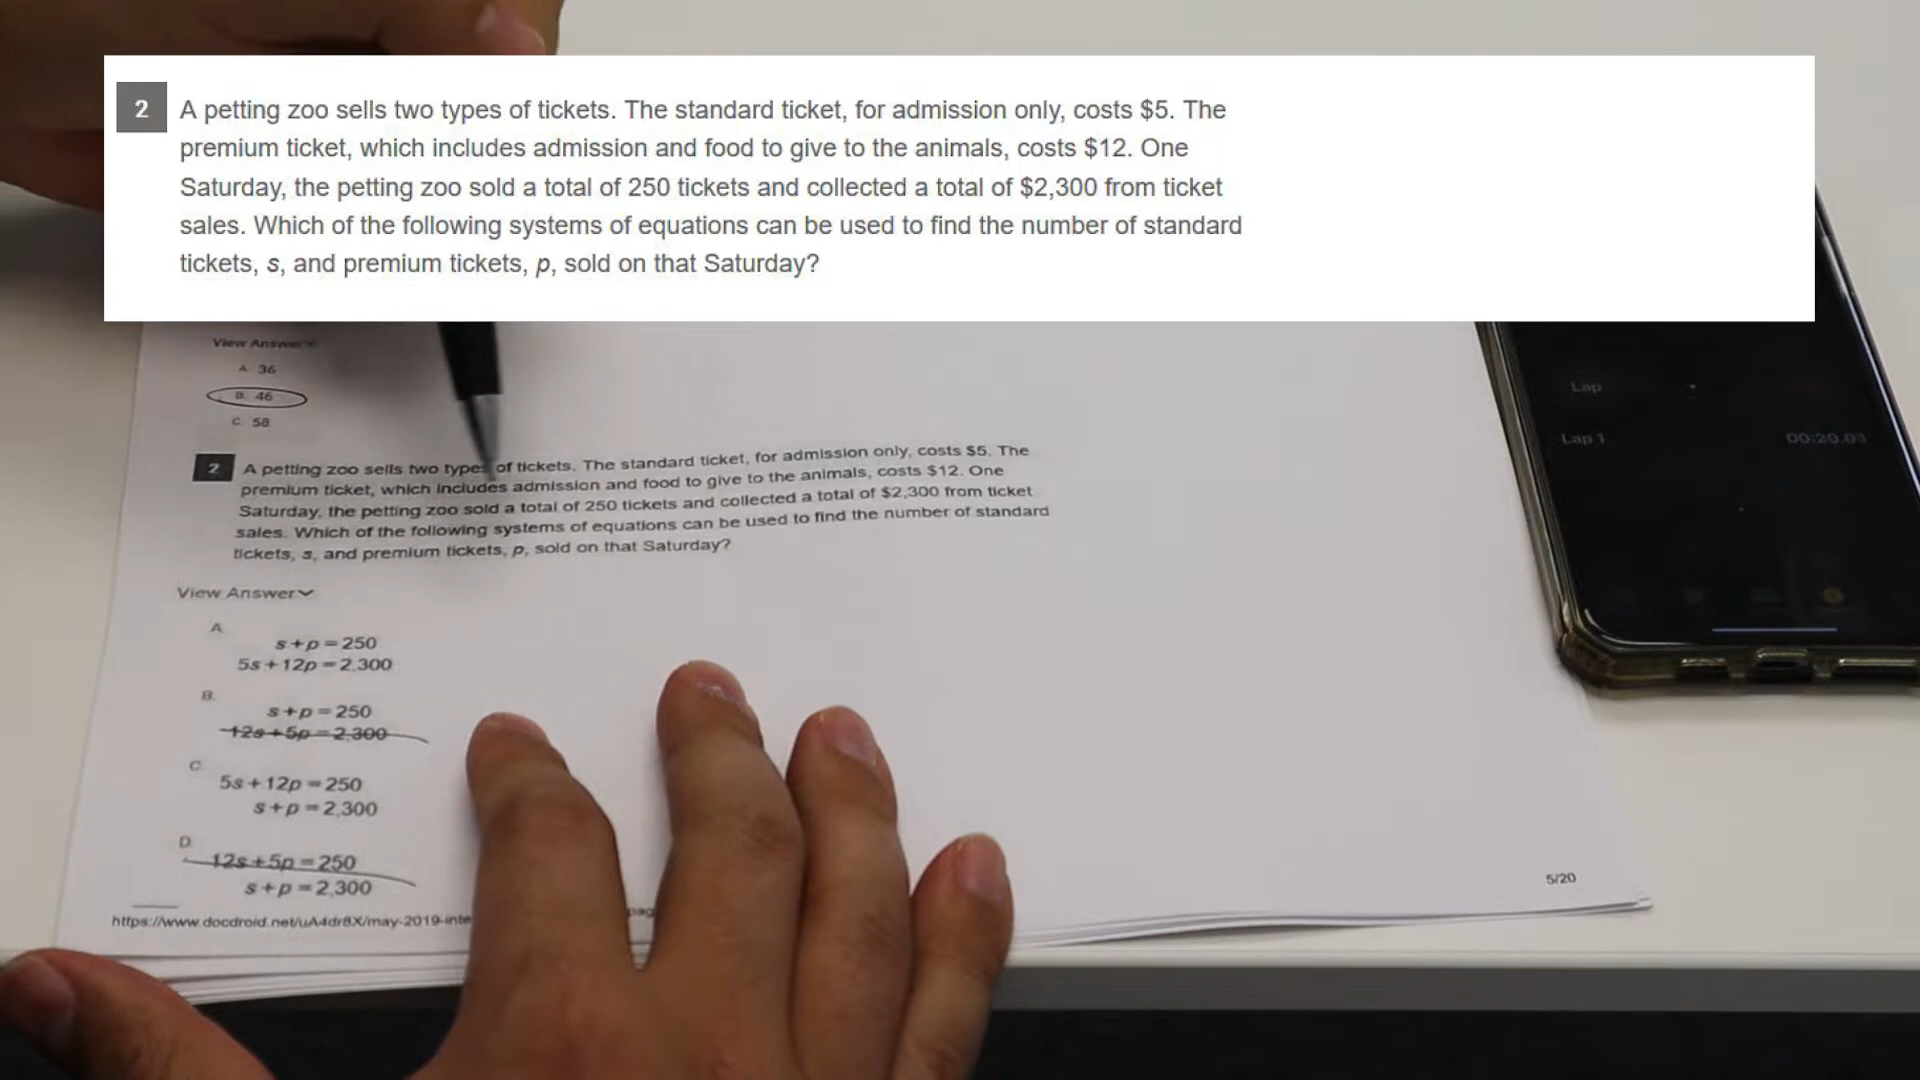 2 A petting zoo sells two types of tickets. The standard ticket, for admission only, costs $5. The
premium ticket, which includes admission and food to give to the animals, costs $12. One
Saturday, the petting zoo sold a total of 250 tickets and collected a total of $2,300 from ticket
sales. Which of the following systems of equations can be used to find the number of standard
tickets, s, and premium tickets, p, sold on that Saturday?
View Answer
A. 36
B. 46
C. 58
2 A petting zoo sells two types of tickets. The standard ticket, for admission only, costs $5. The
premium ticket, which includes admission and food to give to the animals, costs $12. One
Saturday, the petting zoo sold a total of 250 tickets and collected a total of $2,300 from ticket
sales. Which of the following systems of equations can be used to find the number of standard
tickets, s, and premium tickets, p, sold on that Saturday?
View Answer
A.
s+p=250
5s+12p=2,300
B.
s+p=250
12s+5p=2,300
C.
5s+12p=250
s+p=2,300
D.
12s+5p=250
s+p=2,300
5/20
https://www.docdroid.net/uA4dr8X/may-2019-inte
Lap
Lap 1 00:20.03